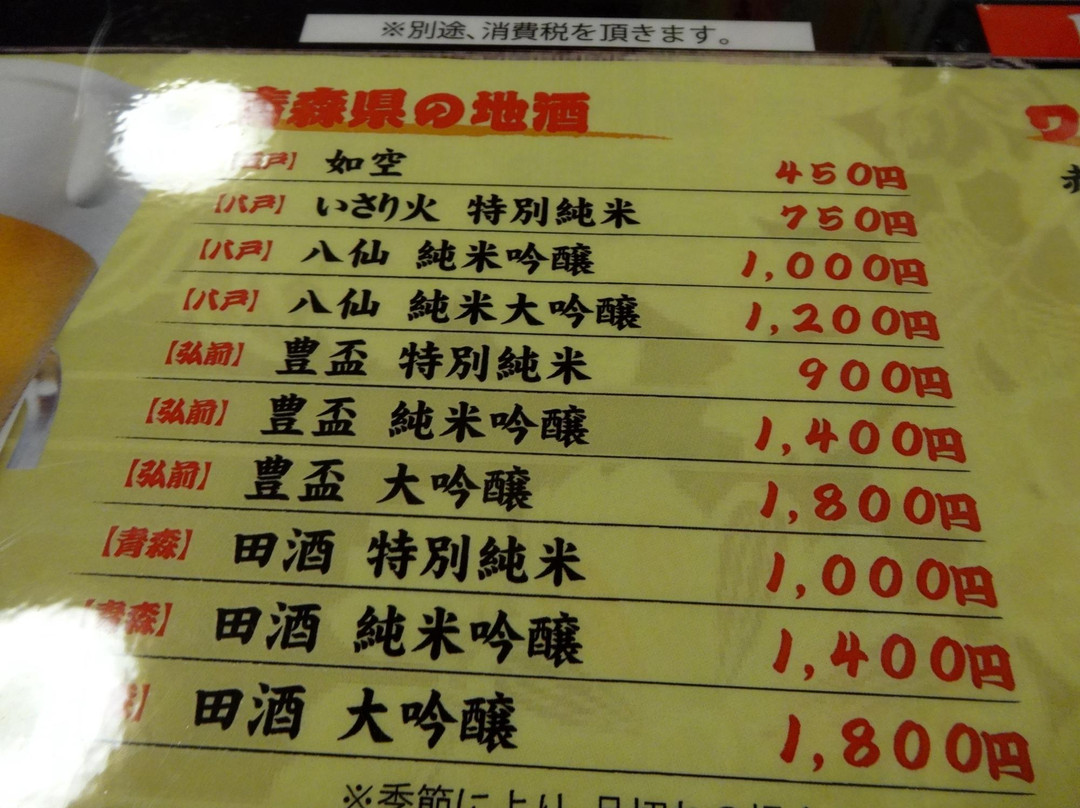 ※別途、消費税を頂きます。
青森県の地酒
如空 450円
【八戸】 いさり火 特別純米 750円
【八戸】 八仙 純米吟醸 1,000円
【八戸】 八仙 純米大吟醸 1,200円
【弘前】 豊盃 特別純米 900円
【弘前】 豊盃 純米吟醸 1,400円
【弘前】 豊盃 大吟醸 1,800円
【青森】 田酒 特別純米 1,000円
【青森】 田酒 純米吟醸 1,400円
田酒 大吟醸 1,800円
※季節により